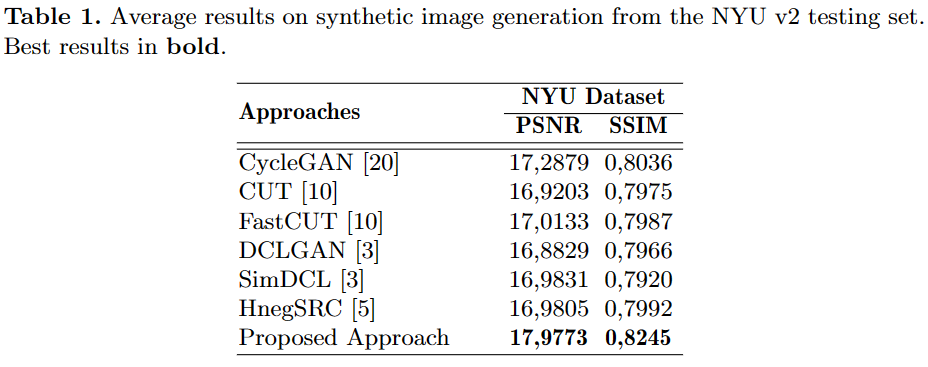 Table 1. Average results on synthetic image generation from the NYU v2 testing set.
Best results in bold.
Approaches NYU Dataset
PSNR SSIM
CycleGAN [20] 17,2879 0,8036
CUT [10] 16,9203 0,7975
FastCUT [10] 17,0133 0,7987
DCLGAN [3] 16,8829 0,7966
SimDCL [3] 16,9831 0,7920
HnegSRC [5] 16,9805 0,7992
Proposed Approach 17,9773 0,8245